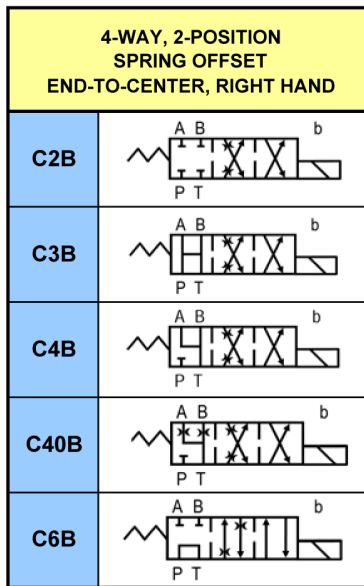 4-WAY, 2-POSITION
SPRING OFFSET
END-TO-CENTER, RIGHT HAND
C2B
A B b
P T
C3B
A B b
P T
C4B
A B b
P T
C40B
A B b
P T
C6B
A B b
P T